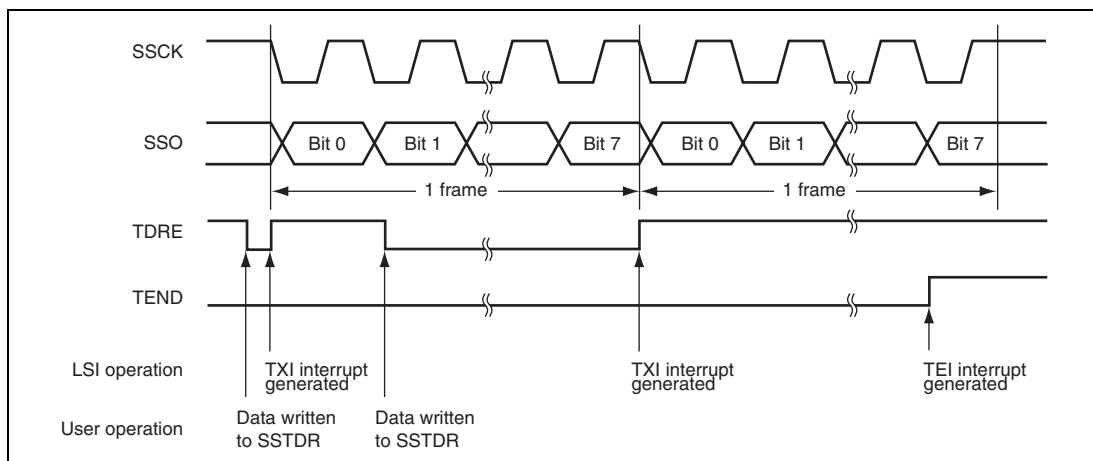 SSCK
SSO
Bit 0
Bit 1
Bit 7
Bit 0
Bit 1
Bit 7
1 frame
1 frame
TDRE
TEND
LSI operation
TXI interrupt
generated
TXI interrupt
generated
TEI interrupt
generated
User operation
Data written
to SSTDR
Data written
to SSTDR